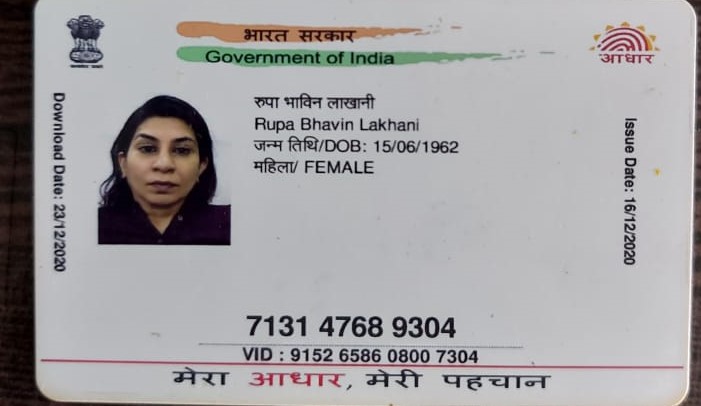 भारत सरकार
Government of India
आधार
Download Date: 23/12/2020
रुपा भाविन लाखानी
Rupa Bhavin Lakhani
जन्म तिथि/DOB: 15/06/1962
महिला/ FEMALE
Issue Date: 16/12/2020
7131 4768 9304
VID : 9152 6586 0800 7304
मेरा आधार, मेरी पहचान